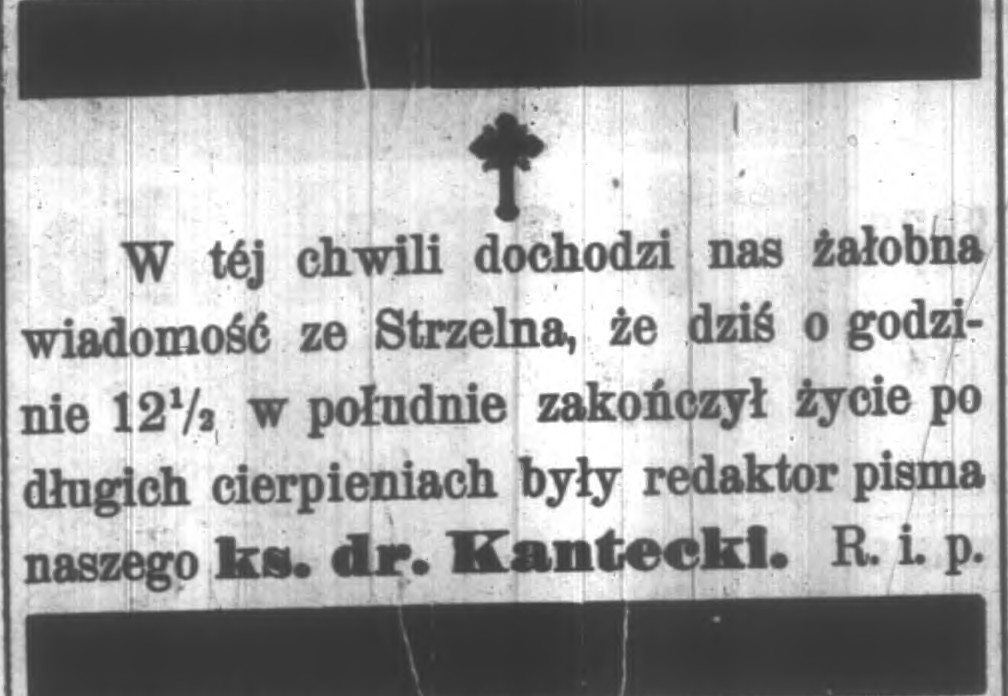 W téj chwili dochodzi nas żałobna
wiadomość ze Strzelna, że dziś o godzi-
nie 12½ w południe zakończył życie po
długich cierpieniach były redaktor pisma
naszego ks. dr. Kantecki. R. i. p.